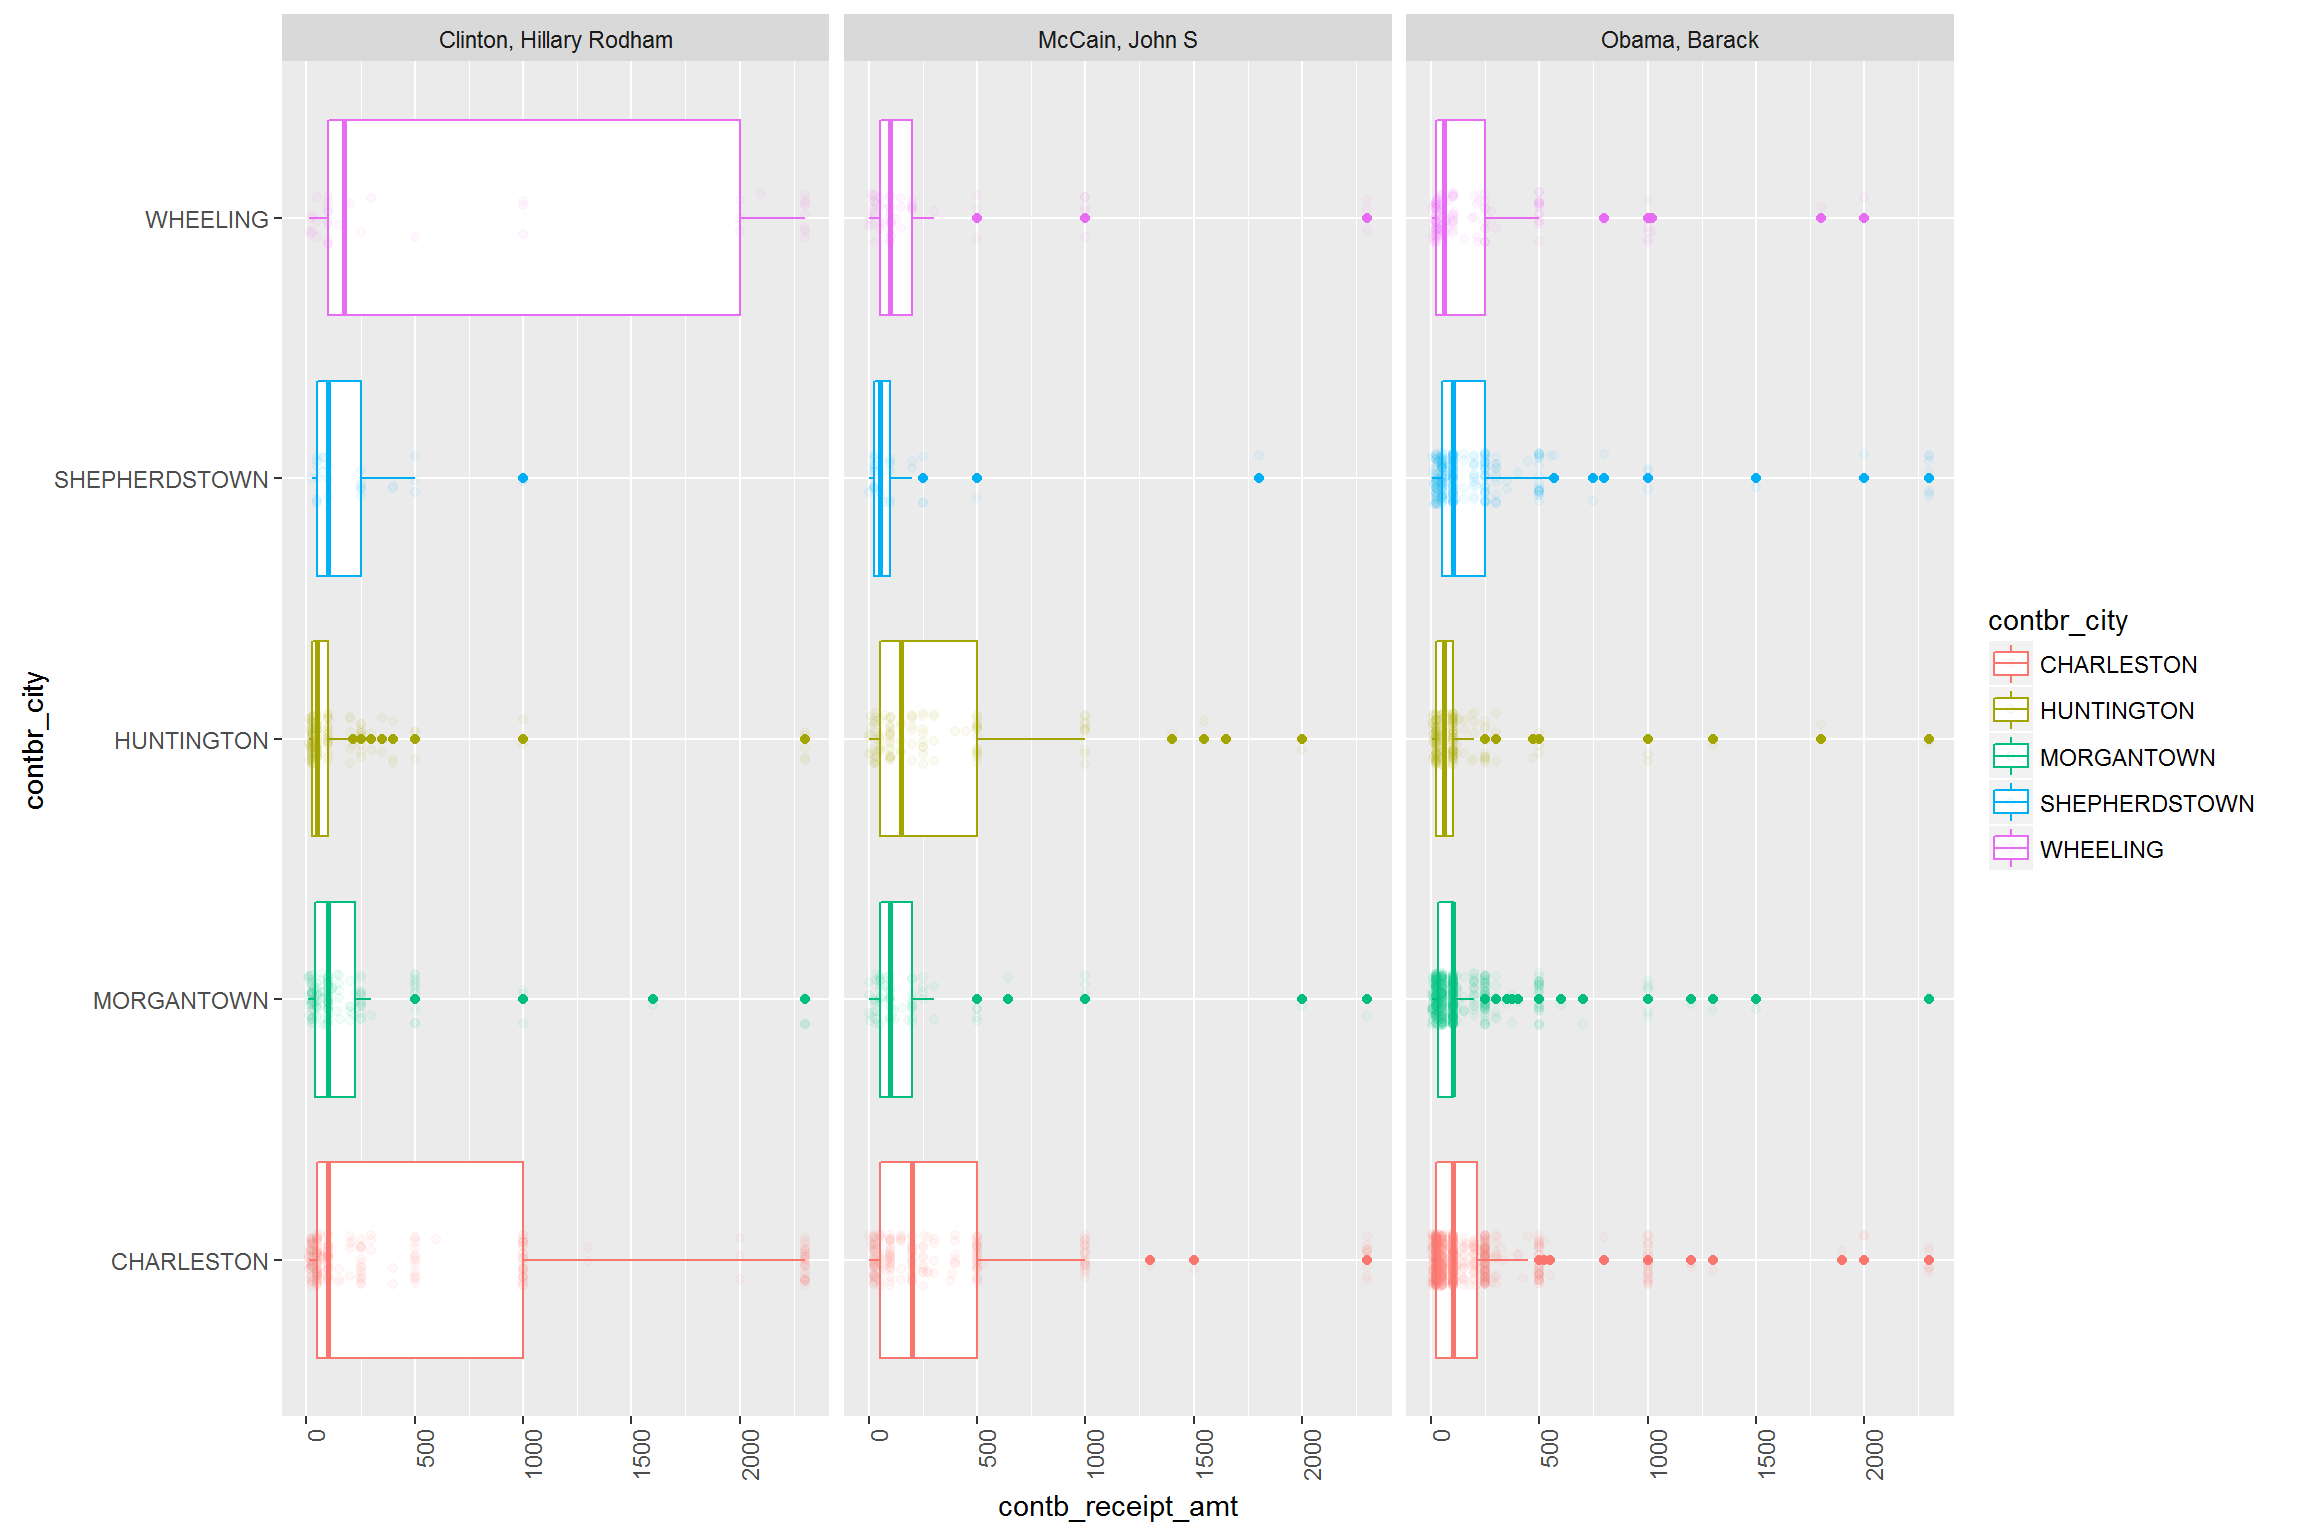 Clinton, Hillary Rodham
McCain, John S
Obama, Barack
contbr_city
WHEELING
SHEPHERDSTOWN
HUNTINGTON
MORGANTOWN
CHARLESTON
0 500 1000 1500 2000
0 500 1000 1500 2000
0 500 1000 1500 2000
contb_receipt_amt
contbr_city
CHARLESTON
HUNTINGTON
MORGANTOWN
SHEPHERDSTOWN
WHEELING